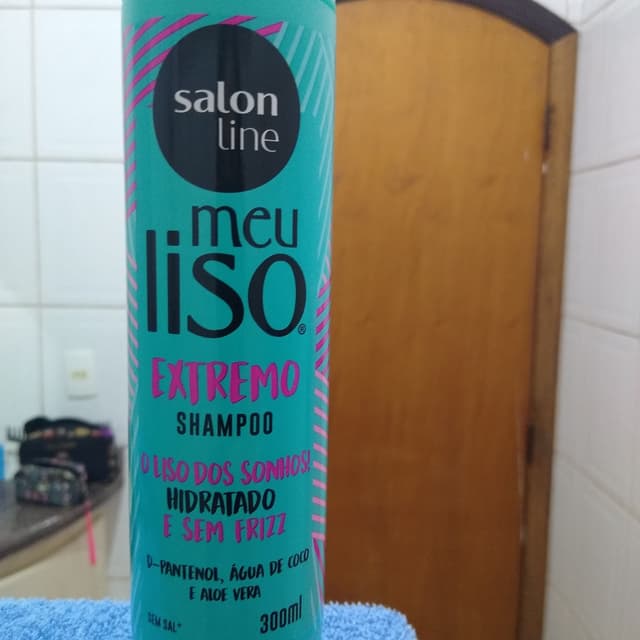 salon
line
meu
liso®
EXTREMO
SHAMPOO
O LISO DOS SONHOS!
HIDRATADO
E SEM FRIZZ
D-PANTENOL, ÁGUA DE COCO
E ALOE VERA
SEM SAL*
300ml